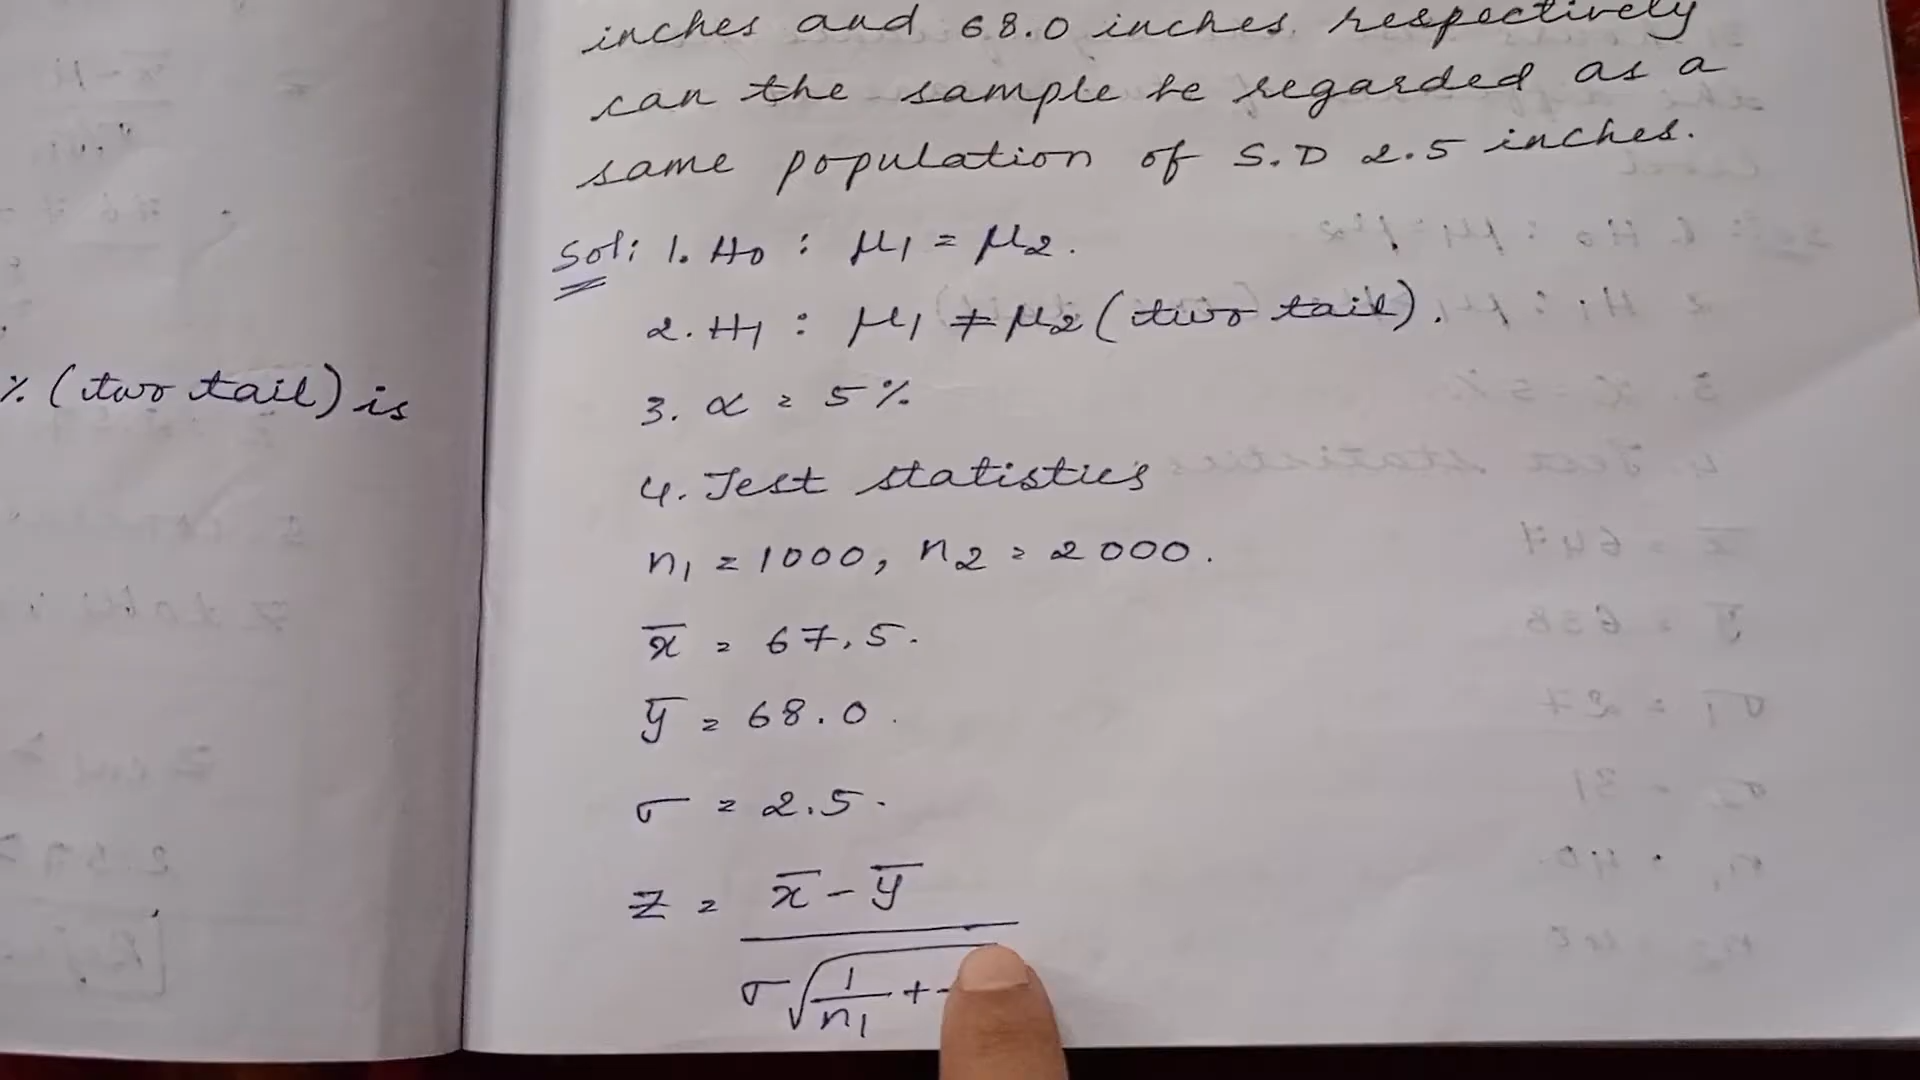 % (two tail) is
inches and 68.0 inches. respectively
can the sample be regarded as a
same population of S.D 2.5 inches.
Sol: 1. H0 : μ1 = μ2.
2. H1 : μ1 ≠ μ2 (two tail).
3. α = 5%
4. Test statistics
n1 = 1000, n2 = 2000.
x̄ = 67.5.
ȳ = 68.0.
σ = 2.5.
Z = x̄ - ȳ
σ√1/n1 +